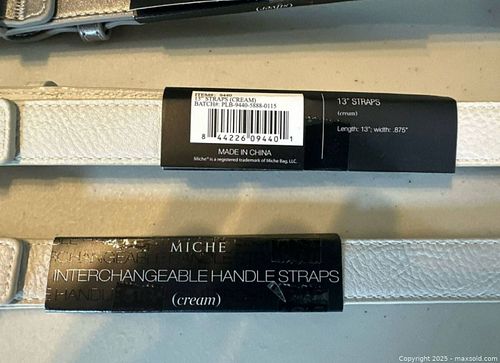 (cream)
ITEM#: 9440
13" STRAPS (CREAM)
BATCH#: PLB-9440-5888-0115
8 44226 09440 1
MADE IN CHINA
Miche® is a registered trademark of Miche Bag, LLC.
13" STRAPS
(cream)
Length: 13"; width: .875"
MICHE
INTERCHANGEABLE HANDLE STRAPS
(cream)
Copyright 2025 - maxsold.com